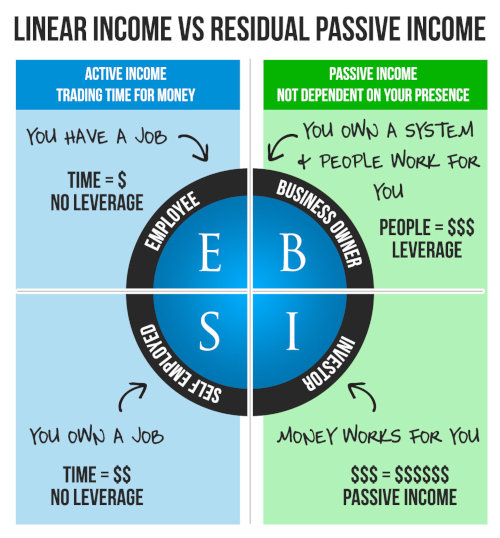 LINEAR INCOME VS RESIDUAL PASSIVE INCOME
ACTIVE INCOME
TRADING TIME FOR MONEY
PASSIVE INCOME
NOT DEPENDENT ON YOUR PRESENCE
YOU HAVE A JOB
TIME = $
NO LEVERAGE
YOU OWN A SYSTEM
& PEOPLE WORK FOR
YOU
PEOPLE = $$$
LEVERAGE
EMPLOYEE
BUSINESS OWNER
E
B
S
I
SELF EMPLOYED
INVESTOR
YOU OWN A JOB
TIME = $$
NO LEVERAGE
MONEY WORKS FOR YOU
$$$ = $$$$$$
PASSIVE INCOME